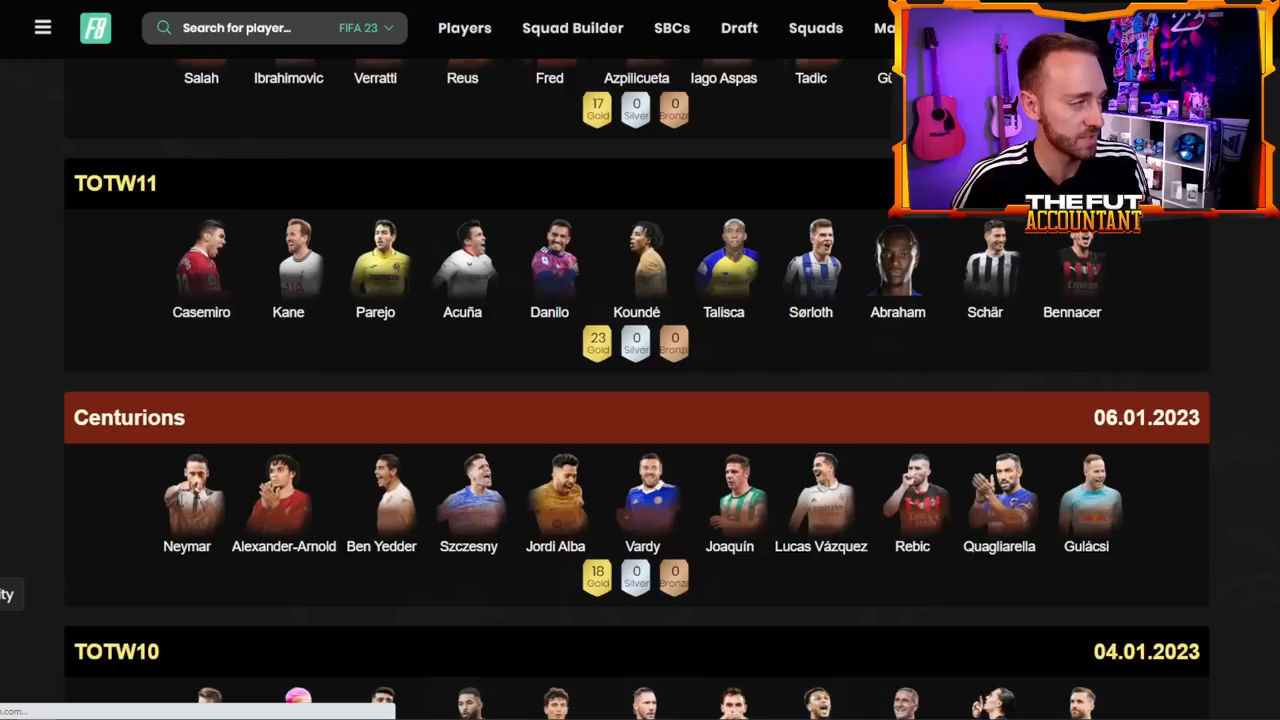 Search for player... FIFA 23 Players Squad Builder SBCs Draft Squads
Salah Ibrahimovic Verratti Reus Fred Azpilicueta Iago Aspas Tadic
17 0 0
Gold Silver Bronze
THE FUT
ACCOUNTANT
TOTW11
Casemiro Kane Parejo Acuña Danilo Koundé Talisca Sørloth Abraham Schär Bennacer
23 0 0
Gold Silver Bronze
Centurions 06.01.2023
Neymar Alexander-Arnold Ben Yedder Szczesny Jordi Alba Vardy Joaquín Lucas Vázquez Rebic Quagliarella Gulácsi
18 0 0
Gold Silver Bronze
TOTW10 04.01.2023